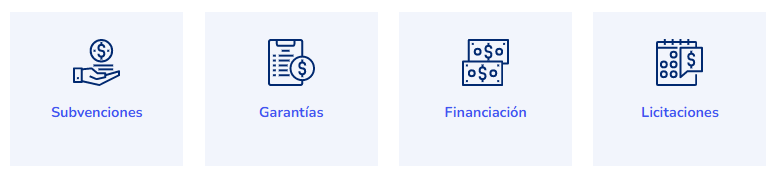 Subvenciones
Garantías
Financiación
Licitaciones